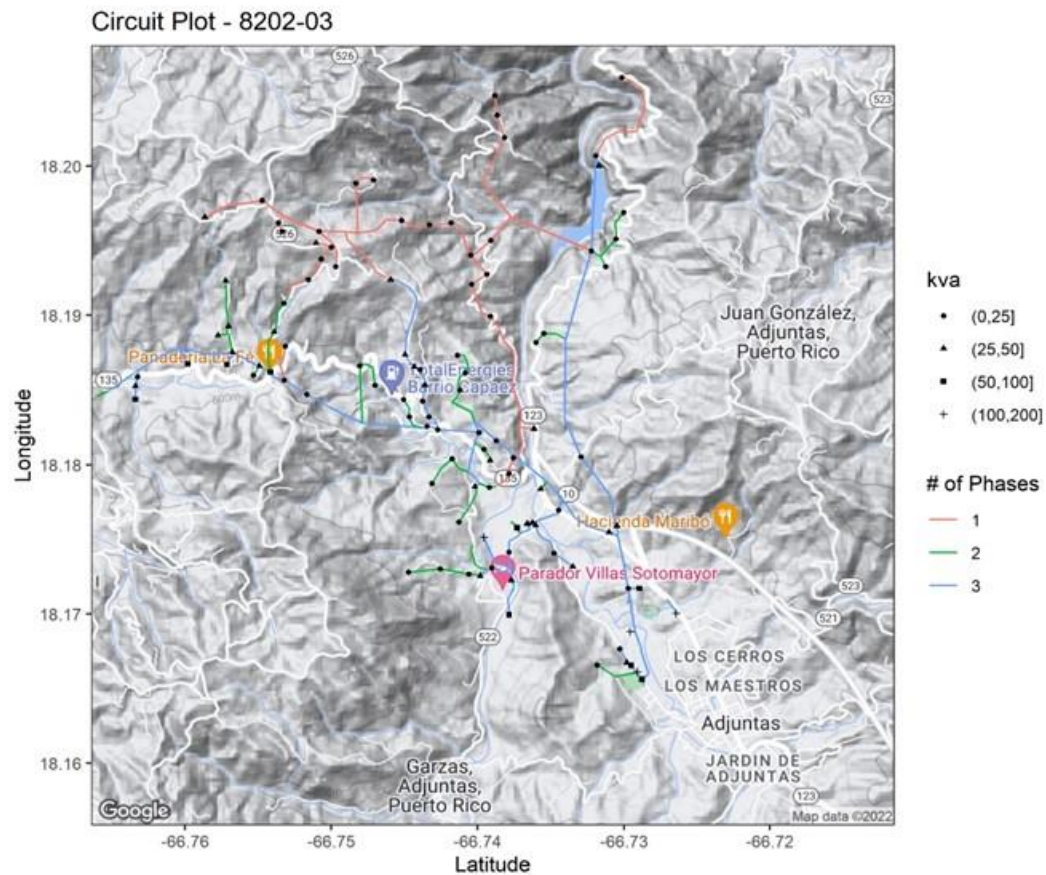 Circuit Plot - 8202-03
526
523
18.20
526
18.19
Juan González,
Adjuntas,
Puerto Rico
TotalEnergies
Barrio Capaez
135
600m
123
18.18
135
10
Hacienda Maribo
Parador Villas Sotomayor
523
521
18.17
522
LOS CERROS
LOS MAESTROS
Adjuntas
18.16
JARDIN DE
ADJUNTAS
Garzas,
Adjuntas,
Puerto Rico
123
Google
Map data ©2022
-66.76
-66.75
-66.74
-66.73
-66.72
Latitude
Longitude
kva
(0,25]
(25,50]
(50,100]
(100,200]
# of Phases
1
2
3